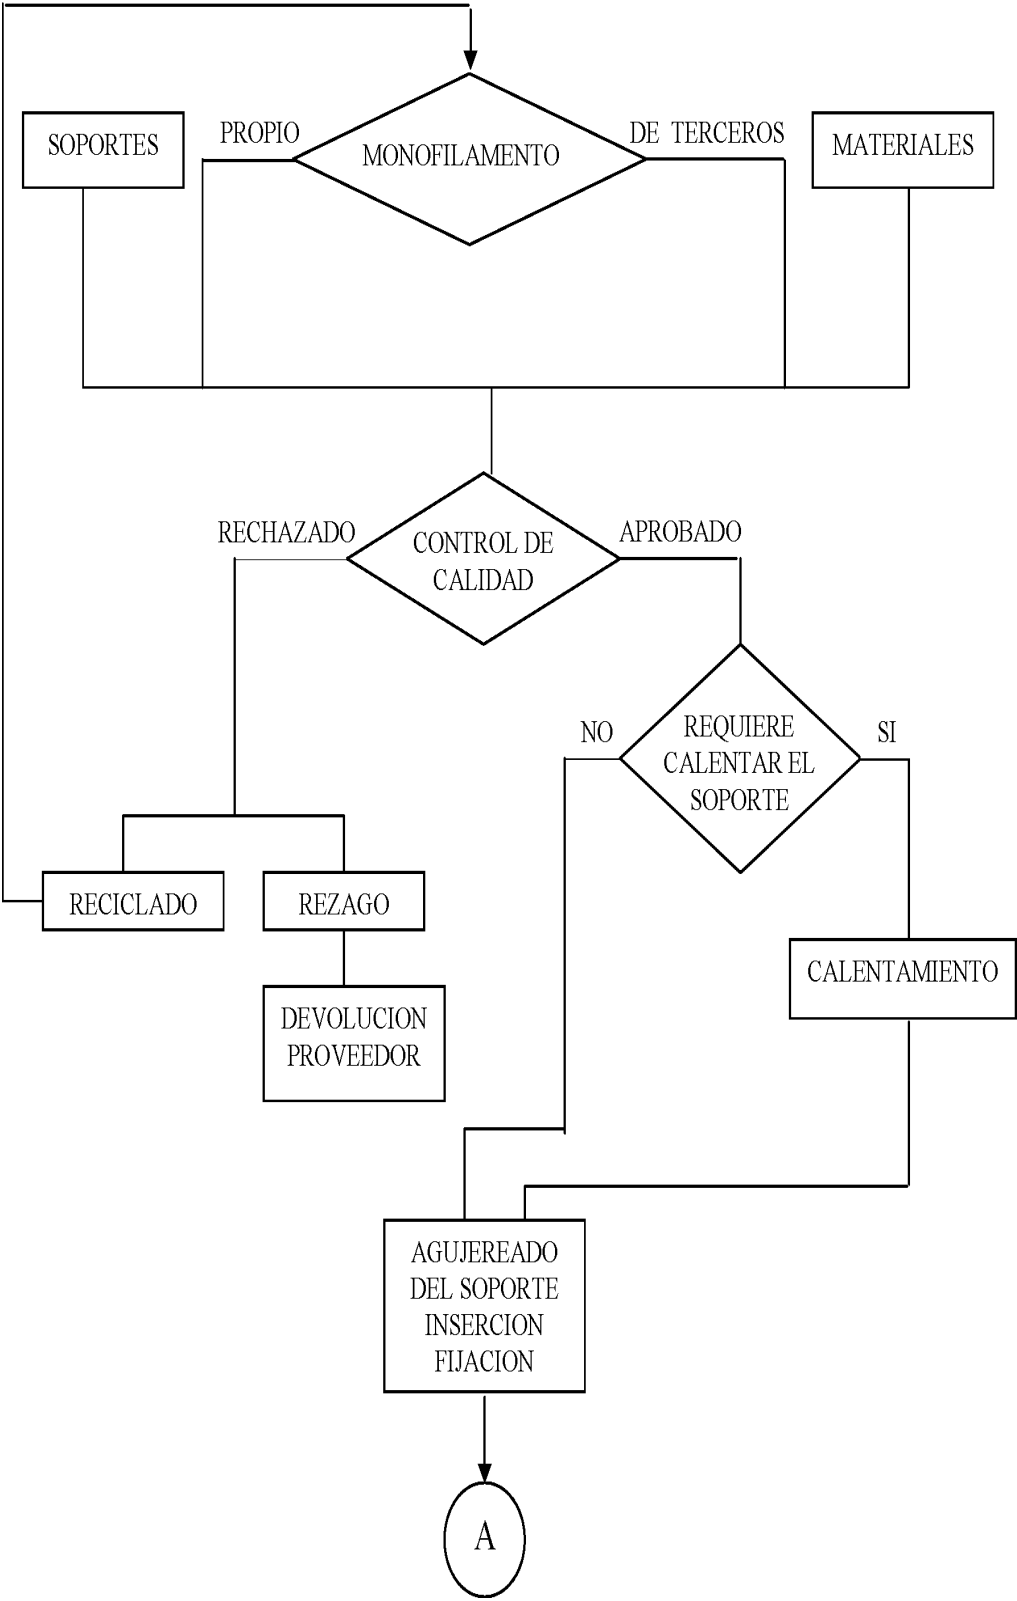 PROPIO
DE TERCEROS
SOPORTES
MONOFILAMENTO
MATERIALES
RECHAZADO
CONTROL DE
CALIDAD
APROBADO
NO
REQUIERE
CALENTAR EL
SOPORTE
SI
RECICLADO
REZAGO
CALENTAMIENTO
DEVOLUCION
PROVEEDOR
AGUJEREADO
DEL SOPORTE
INSERCION
FIJACION
A